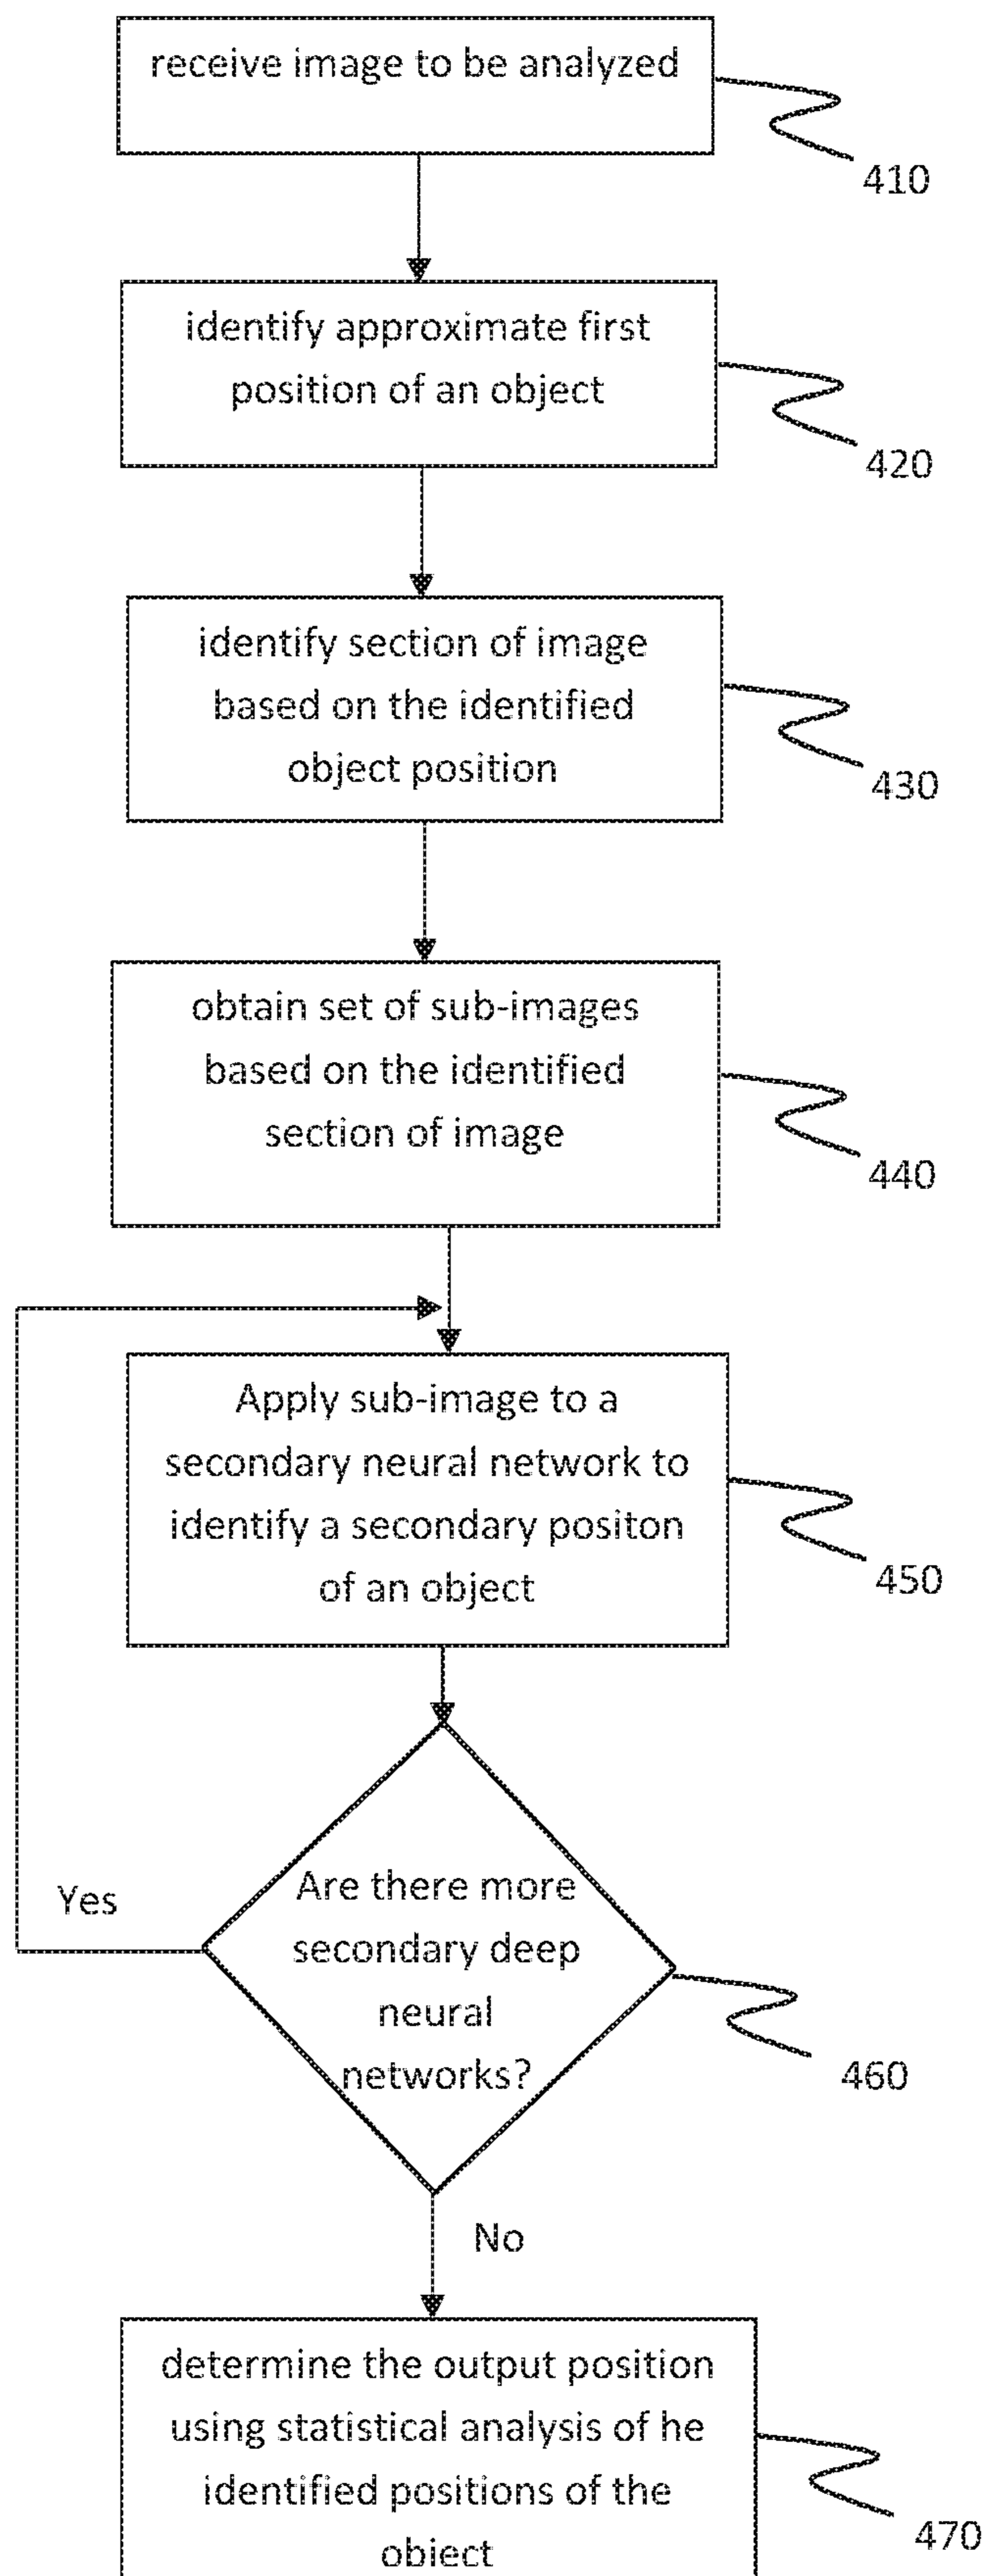 receive image to be analyzed
410
identify approximate first
position of an object
420
identify section of image
based on the identified
object position
430
obtain set of sub-images
based on the identified
section of image
440
Apply sub-image to a
secondary neural network to
identify a secondary positon
of an object
450
Are there more
secondary deep
neural
networks?
460
Yes
No
determine the output position
using statistical analysis of he
identified positions of the
object
470